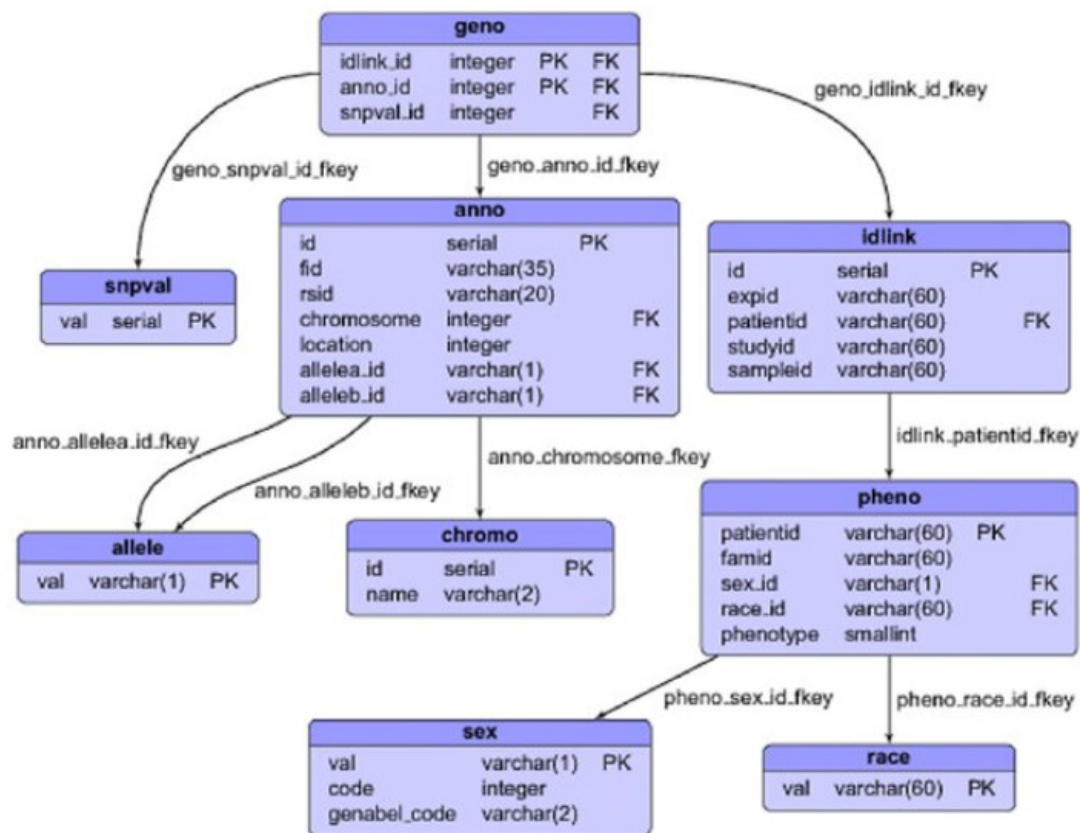 geno
idlink_id integer PK FK
anno_id integer PK FK
snpval_id integer FK
geno_snpval_id_fkey
geno_anno_id_fkey
geno_idlink_id_fkey
anno
id serial PK
fid varchar(35)
rsid varchar(20)
chromosome integer FK
location integer
allelea_id varchar(1) FK
alleleb_id varchar(1) FK
idlink
id serial PK
expid varchar(60)
patientid varchar(60) FK
studyid varchar(60)
sampleid varchar(60)
snpval
val serial PK
anno_allelea_id_fkey
anno_alleleb_id_fkey
anno_chromosome_fkey
idlink_patientid_fkey
allele
val varchar(1) PK
chromo
id serial PK
name varchar(2)
pheno
patientid varchar(60) PK
famid varchar(60)
sex_id varchar(1) FK
race_id varchar(60) FK
phenotype smallint
pheno_sex_id_fkey
pheno_race_id_fkey
sex
val varchar(1) PK
code integer
genabel_code varchar(2)
race
val varchar(60) PK